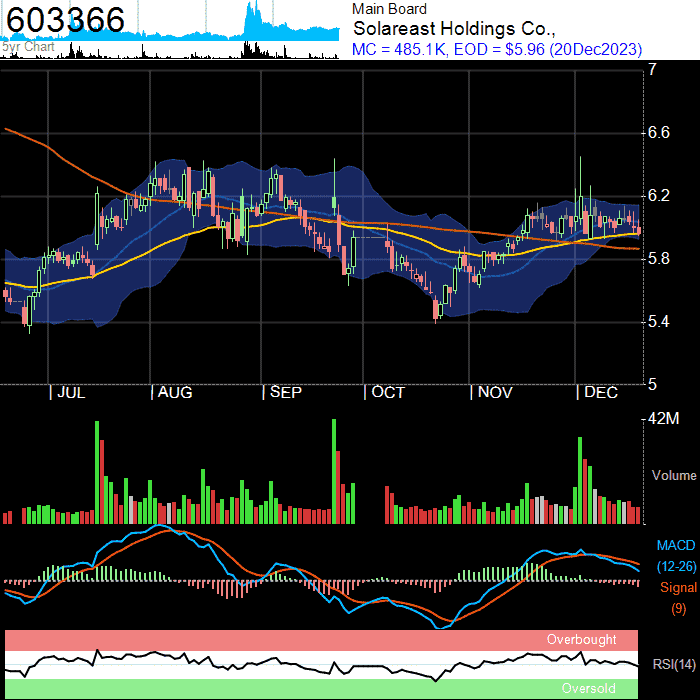 603366
5yr Chart
Main Board
Solareast Holdings Co.,
MC = 485.1K, EOD = $5.96 (20Dec2023)
7
6.6
6.2
5.8
5.4
5
JUL
AUG
SEP
OCT
NOV
DEC
42M
Volume
MACD
(12-26)
Signal
(9)
Overbought
RSI(14)
Oversold